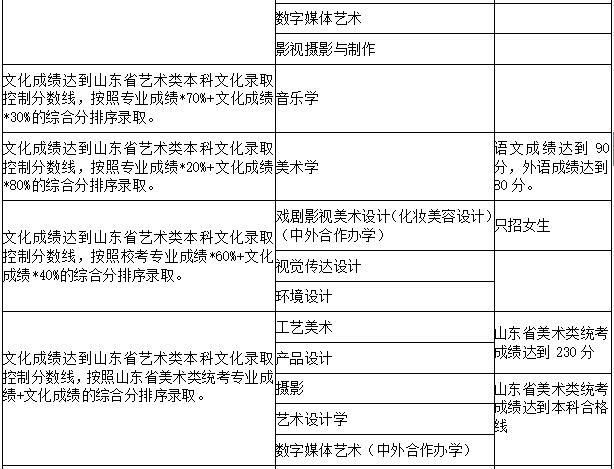 数字媒体艺术
影视摄影与制作
文化成绩达到山东省艺术类本科文化录取
控制分数线，按照专业成绩*70%+文化成绩
*30%的综合分排序录取。
音乐学
文化成绩达到山东省艺术类本科文化录取
控制分数线，按照专业成绩*20%+文化成绩
*80%的综合分排序录取。
美术学
语文成绩达到 90
分，外语成绩达到
80 分。
文化成绩达到山东省艺术类本科文化录取
控制分数线，按照校考专业成绩*60%+文化
成绩*40%的综合分排序录取。
戏剧影视美术设计（化妆美容设计）
（中外合作办学）
只招女生
视觉传达设计
环境设计
文化成绩达到山东省艺术类本科文化录取
控制分数线，按照山东省美术类统考专业成
绩+文化成绩的综合分排序录取。
工艺美术
产品设计
山东省美术类统考
成绩达到 230 分
摄影
艺术设计学
数字媒体艺术（中外合作办学）
山东省美术类统考
成绩达到本科合格
线